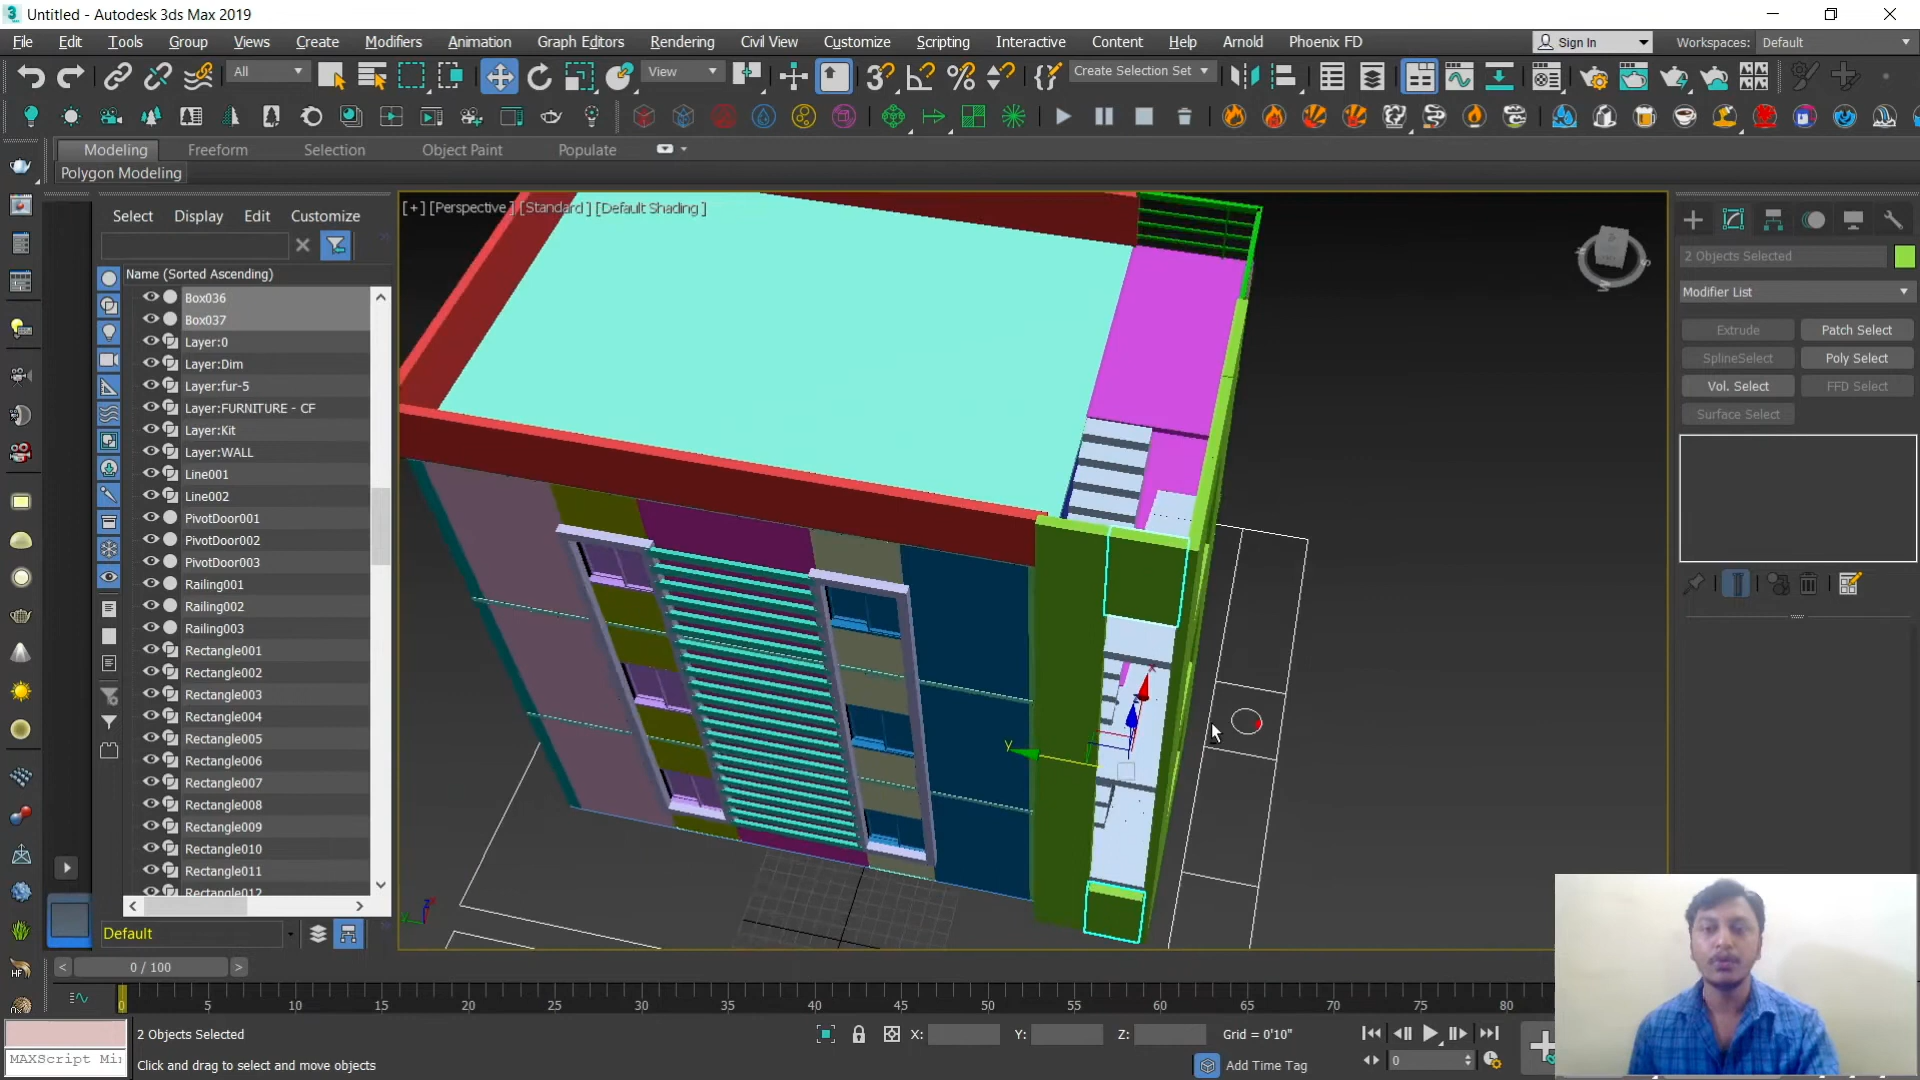 Untitled - Autodesk 3ds Max 2019
File Edit Tools Group Views Create Modifiers Animation Graph Editors Rendering Civil View Customize Scripting Interactive Content Help Arnold Phoenix FD Sign In Workspaces: Default
All View Create Selection Set
Modeling Freeform Selection Object Paint Populate
Polygon Modeling
Select Display Edit Customize
[+] [Perspective] [Standard] [Default Shading]
Name (Sorted Ascending)
Box036
Box037
Layer:0
Layer:Dim
Layer:fur-5
Layer:FURNITURE - CF
Layer:Kit
Layer:WALL
Line001
Line002
PivotDoor001
PivotDoor002
PivotDoor003
Railing001
Railing002
Railing003
Rectangle001
Rectangle002
Rectangle003
Rectangle004
Rectangle005
Rectangle006
Rectangle007
Rectangle008
Rectangle009
Rectangle010
Rectangle011
Rectangle012
Default
2 Objects Selected
Modifier List
Extrude Patch Select
SplineSelect Poly Select
Vol. Select FFD Select
Surface Select
y
0 / 100
0 5 10 15 20 25 30 35 40 45 50 55 60 65 70 75 80
2 Objects Selected X: Y: Z: Grid = 0'10"
MAXScript Mi
Click and drag to select and move objects
Add Time Tag
0